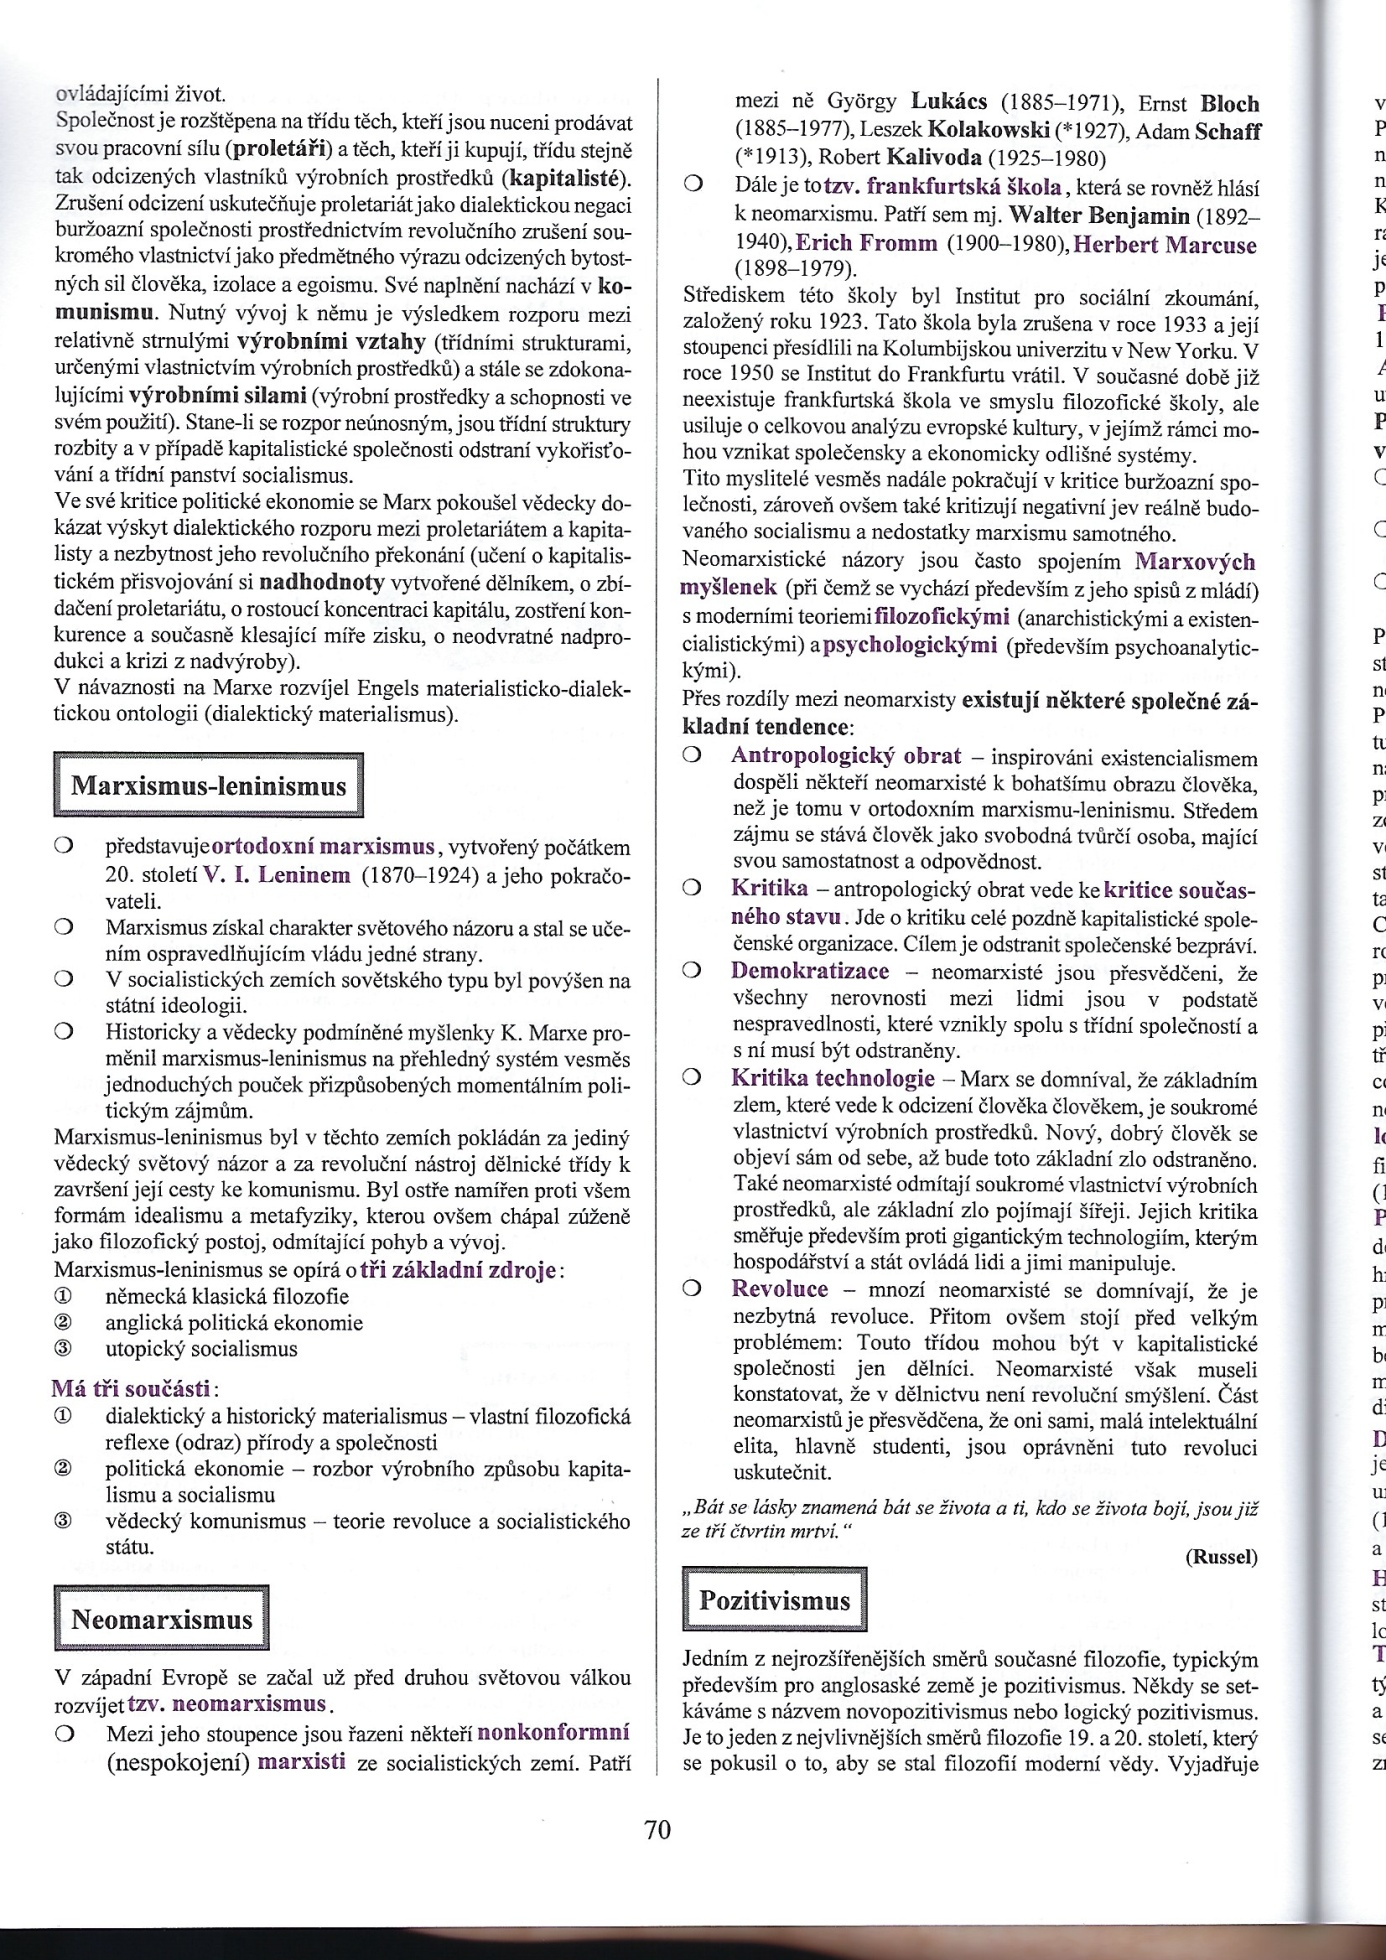 ovládajícími život.
Společnost je rozštěpena na třídu těch, kteří jsou nuceni prodávat
svou pracovní sílu (proletáři) a těch, kteří ji kupují, třídu stejně
tak odcizených vlastníků výrobních prostředků (kapitalisté).
Zrušení odcizení uskutečňuje proletariát jako dialektickou negaci
buržoazní společnosti prostřednictvím revolučního zrušení sou-
kromého vlastnictví jako předmětného výrazu odcizených bytost-
ných sil člověka, izolace a egoismu. Své naplnění nachází v ko-
munismu. Nutný vývoj k němu je výsledkem rozporu mezi
relativně strnulými výrobními vztahy (třídními strukturami,
určenými vlastnictvím výrobních prostředků) a stále se zdokona-
lujícími výrobními silami (výrobní prostředky a schopnosti ve
svém použití). Stane-li se rozpor neúnosným, jsou třídní struktury
rozbity a v případě kapitalistické společnosti odstraní vykořisťo-
vání a třídní panství socialismus.
Ve své kritice politické ekonomie se Marx pokoušel vědecky do-
kázat výskyt dialektického rozporu mezi proletariátem a kapita-
listy a nezbytnost jeho revolučního překonání (učení o kapitalis-
tickém přisvojování si nadhodnoty vytvořené dělníkem, o zbí-
dačení proletariátu, o rostoucí koncentraci kapitálu, zostření kon-
kurence a současně klesající míře zisku, o neodvratné nadpro-
dukci a krizi z nadvýroby).
V návaznosti na Marxe rozvíjel Engels materialisticko-dialek-
tickou ontologii (dialektický materialismus).
Marxismus-leninismus
❍ představuje ortodoxní marxismus, vytvořený počátkem
20. století V. I. Leninem (1870–1924) a jeho pokračo-
vateli.
❍ Marxismus získal charakter světového názoru a stal se uče-
ním ospravedlňujícím vládu jedné strany.
❍ V socialistických zemích sovětského typu byl povýšen na
státní ideologii.
❍ Historicky a vědecky podmíněné myšlenky K. Marxe pro-
měnil marxismus-leninismus na přehledný systém vesměs
jednoduchých pouček přizpůsobených momentálním poli-
tickým zájmům.
Marxismus-leninismus byl v těchto zemích pokládán za jediný
vědecký světový názor a za revoluční nástroj dělnické třídy k
završení její cesty ke komunismu. Byl ostře namířen proti všem
formám idealismu a metafyziky, kterou ovšem chápal zúženě
jako filozofický postoj, odmítající pohyb a vývoj.
Marxismus-leninismus se opírá o tři základní zdroje:
① německá klasická filozofie
② anglická politická ekonomie
③ utopický socialismus
Má tři součásti:
① dialektický a historický materialismus – vlastní filozofická
reflexe (odraz) přírody a společnosti
② politická ekonomie – rozbor výrobního způsobu kapita-
lismu a socialismu
③ vědecký komunismus – teorie revoluce a socialistického
státu.
Neomarxismus
V západní Evropě se začal už před druhou světovou válkou
rozvíjet tzv. neomarxismus.
❍ Mezi jeho stoupence jsou řazeni někteří nonkonformní
(nespokojení) marxisti ze socialistických zemí. Patří
mezi ně György Lukács (1885–1971), Ernst Bloch
(1885–1977), Leszek Kolakowski (*1927), Adam Schaff
(*1913), Robert Kalivoda (1925–1980)
❍ Dále je to tzv. frankfurtská škola, která se rovněž hlásí
k neomarxismu. Patří sem mj. Walter Benjamin (1892–
1940), Erich Fromm (1900–1980), Herbert Marcuse
(1898–1979).
Střediskem této školy byl Institut pro sociální zkoumání,
založený roku 1923. Tato škola byla zrušena v roce 1933 a její
stoupenci přesídlili na Kolumbijskou univerzitu v New Yorku. V
roce 1950 se Institut do Frankfurtu vrátil. V současné době již
neexistuje frankfurtská škola ve smyslu filozofické školy, ale
usiluje o celkovou analýzu evropské kultury, v jejímž rámci mo-
hou vznikat společensky a ekonomicky odlišné systémy.
Tito myslitelé vesměs nadále pokračují v kritice buržoazní spo-
lečnosti, zároveň ovšem také kritizují negativní jev reálně budo-
vaného socialismu a nedostatky marxismu samotného.
Neomarxistické názory jsou často spojením Marxových
myšlenek (při čemž se vychází především z jeho spisů z mládí)
s moderními teoriemi filozofickými (anarchistickými a existen-
cialistickými) a psychologickými (především psychoanalytic-
kými).
Přes rozdíly mezi neomarxisty existují některé společné zá-
kladní tendence:
❍ Antropologický obrat – inspirováni existencialismem
dospěli někteří neomarxisté k bohatšímu obrazu člověka,
než je tomu v ortodoxním marxismu-leninismu. Středem
zájmu se stává člověk jako svobodná tvůrčí osoba, mající
svou samostatnost a odpovědnost.
❍ Kritika – antropologický obrat vede ke kritice součas-
ného stavu. Jde o kritiku celé pozdně kapitalistické spole-
čenské organizace. Cílem je odstranit společenské bezpráví.
❍ Demokratizace – neomarxisté jsou přesvědčeni, že
všechny nerovnosti mezi lidmi jsou v podstatě
nespravedlnosti, které vznikly spolu s třídní společností a
s ní musí být odstraněny.
❍ Kritika technologie – Marx se domníval, že základním
zlem, které vede k odcizení člověka člověkem, je soukromé
vlastnictví výrobních prostředků. Nový, dobrý člověk se
objeví sám od sebe, až bude toto základní zlo odstraněno.
Také neomarxisté odmítají soukromé vlastnictví výrobních
prostředků, ale základní zlo pojímají šířeji. Jejich kritika
směřuje především proti gigantickým technologiím, kterým
hospodářství a stát ovládá lidi a jimi manipuluje.
❍ Revoluce – mnozí neomarxisté se domnívají, že je
nezbytná revoluce. Přitom ovšem stojí před velkým
problémem: Touto třídou mohou být v kapitalistické
společnosti jen dělníci. Neomarxisté však museli
konstatovat, že v dělnictvu není revoluční smýšlení. Část
neomarxistů je přesvědčena, že oni sami, malá intelektuální
elita, hlavně studenti, jsou oprávněni tuto revoluci
uskutečnit.
„Bát se lásky znamená bát se života a ti, kdo se života bojí, jsou již
ze tří čtvrtin mrtví.“
(Russel)
Pozitivismus
Jedním z nejrozšířenějších směrů současné filozofie, typickým
především pro anglosaské země je pozitivismus. Někdy se set-
káváme s názvem novopozitivismus nebo logický pozitivismus.
Je to jeden z nejvlivnějších směrů filozofie 19. a 20. století, který
se pokusil o to, aby se stal filozofií moderní vědy. Vyjadřuje
70